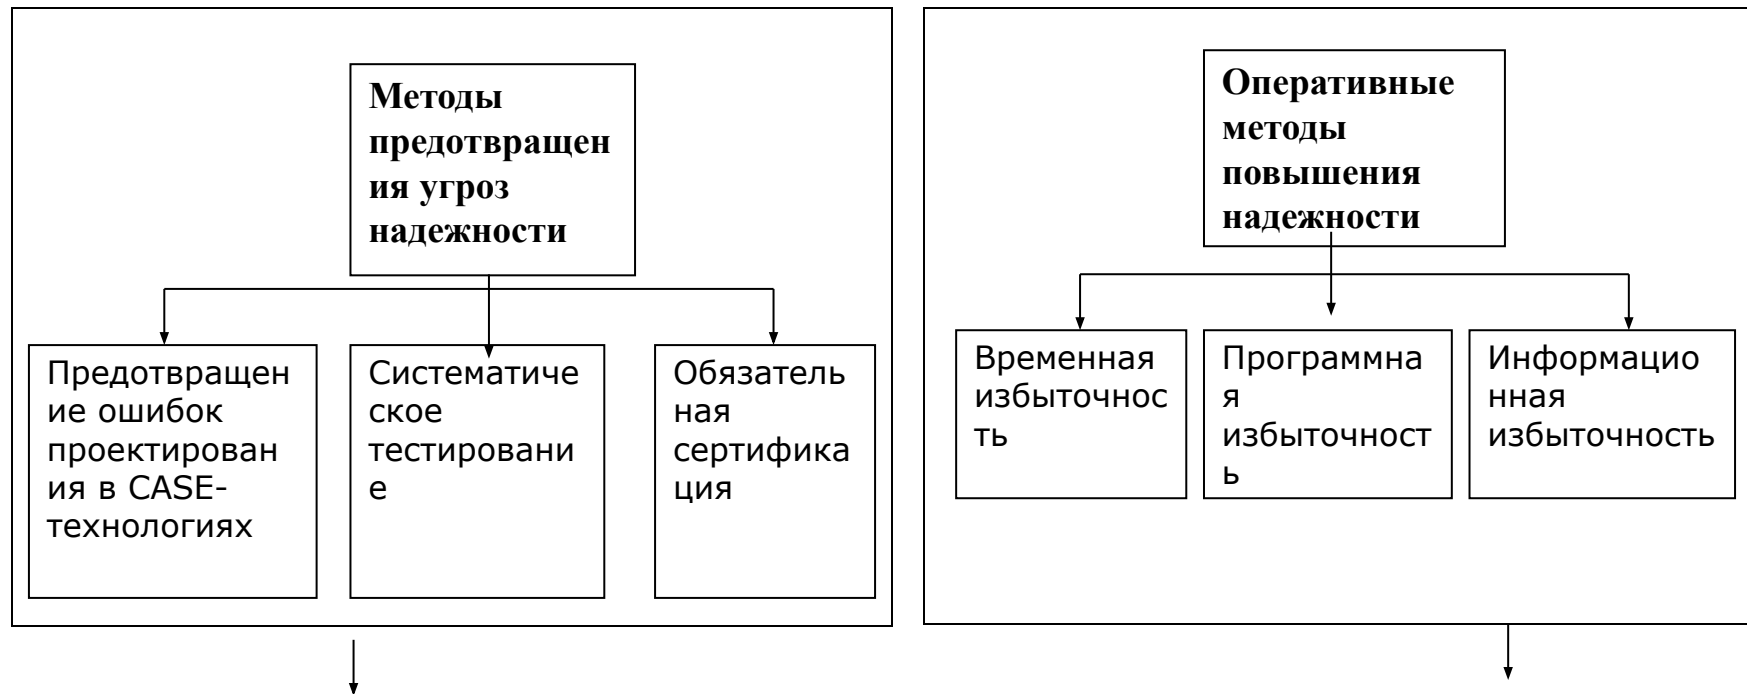 Методы
предотвращен
ия угроз
надежности
Предотвращен
ие ошибок
проектирован
ия в CASE-
технологиях
Систематиче
ское
тестировани
е
Обязатель
ная
сертифика
ция
Оперативные
методы
повышения
надежности
Временная
избыточнос
ть
Программна
я
избыточност
ь
Информацио
нная
избыточность